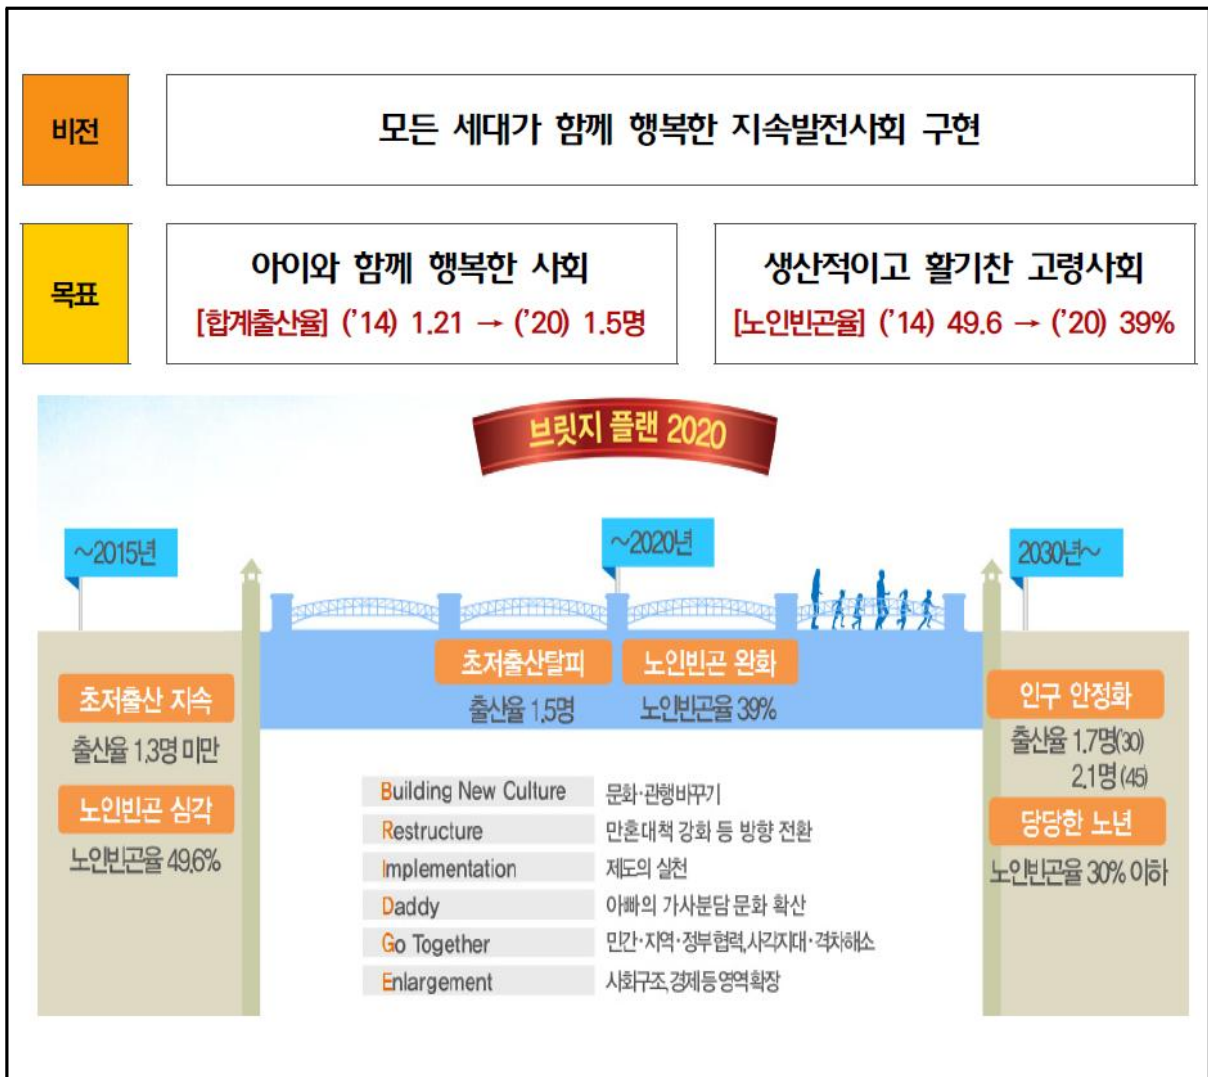 비전
모든 세대가 함께 행복한 지속발전사회 구현
목표
아이와 함께 행복한 사회
[합계출산율] ('14) 1.21 → ('20) 1.5명
생산적이고 활기찬 고령사회
[노인빈곤율] ('14) 49.6 → ('20) 39%
브릿지 플랜 2020
~2015년
~2020년
2030년~
초저출산 지속
출산율 1.3명 미만
노인빈곤 심각
노인빈곤율 49.6%
초저출산탈피
출산율 1.5명
노인빈곤 완화
노인빈곤율 39%
인구 안정화
출산율 1.7명('30)
2.1명('45)
당당한 노년
노인빈곤율 30% 이하
Building New Culture 문화·관행바꾸기
Restructure 만혼대책 강화 등 방향 전환
Implementation 제도의 실천
Daddy 아빠의 가사분담 문화 확산
Go Together 민간·지역·정부협력,사각지대·격차해소
Enlargement 사회구조,경제등영역확장